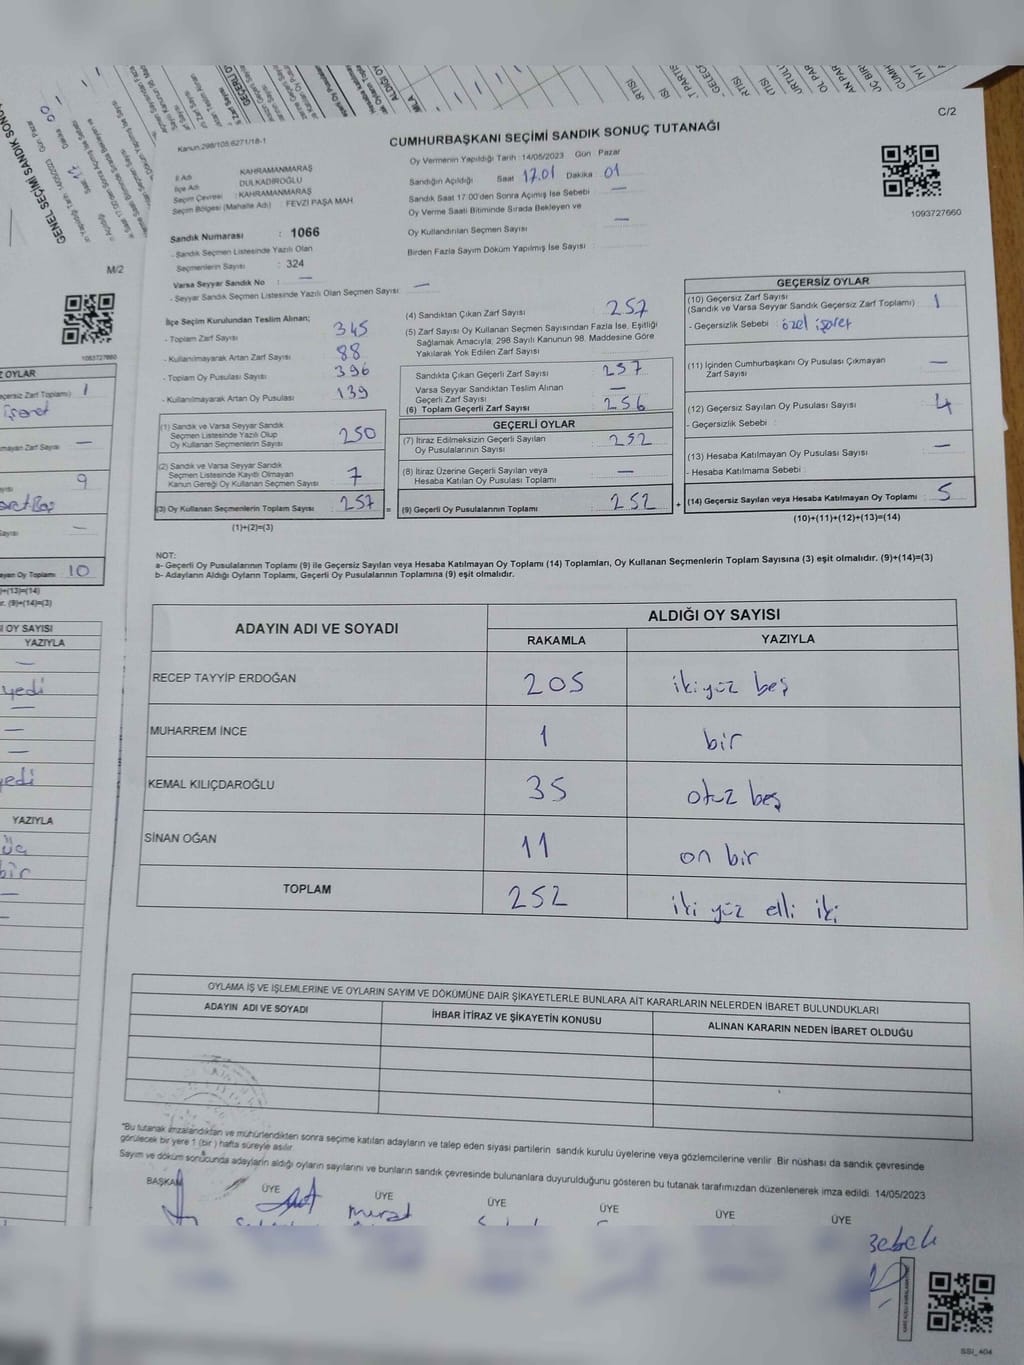 C/2
Kanun.298/105,6271/18-1
CUMHURBAŞKANI SEÇİMİ SANDIK SONUÇ TUTANAĞI
İl Adı : KAHRAMANMARAŞ
İlçe Adı : DULKADİROĞLU
Seçim Çevresi : KAHRAMANMARAŞ
Seçim Bölgesi (Mahalle Adı) : FEVZİ PAŞA MAH
Sandık Numarası : 1066
- Sandık Seçmen Listesinde Yazılı Olan
Seçmenlerin Sayısı : 324
Varsa Seyyar Sandık No : —
- Seyyar Sandık Seçmen Listesinde Yazılı Olan Seçmen Sayısı: —
Oy Vermenin Yapıldığı Tarih : 14/05/2023 Gün : Pazar
Sandığın Açıldığı Saat 17.01 Dakika : 01
Sandık Saat 17:00'den Sonra Açımış İse Sebebi : —
Oy Verme Saati Bitiminde Sırada Bekleyen ve
Oy Kullandırılan Seçmen Sayısı : —
Birden Fazla Sayım Döküm Yapılmış İse Sayısı :
1093727660
İlçe Seçim Kurulundan Teslim Alınan;
- Toplam Zarf Sayısı : 345
- Kullanılmayarak Artan Zarf Sayısı : 88
- Toplam Oy Pusulası Sayısı : 396
- Kullanılmayarak Artan Oy Pusulası : 139
(1) Sandık ve Varsa Seyyar Sandık
Seçmen Listesinde Yazılı Olup
Oy Kullanan Seçmenlerin Sayısı : 250
(2) Sandık ve Varsa Seyyar Sandık
Seçmen Listesinde Kayıtlı Olmayan
Kanun Gereği Oy Kullanan Seçmen Sayısı : 7
(3) Oy Kullanan Seçmenlerin Toplam Sayısı : 257
(1)+(2)=(3)
(4) Sandıktan Çıkan Zarf Sayısı : 257
(5) Zarf Sayısı Oy Kullanan Seçmen Sayısından Fazla İse, Eşitliği
Sağlamak Amacıyla; 298 Sayılı Kanunun 98. Maddesine Göre
Yakılarak Yok Edilen Zarf Sayısı :
Sandıkta Çıkan Geçerli Zarf Sayısı : 257
Varsa Seyyar Sandıktan Teslim Alınan
Geçerli Zarf Sayısı : —
(6) Toplam Geçerli Zarf Sayısı : 256
GEÇERLİ OYLAR
(7) İtiraz Edilmeksizin Geçerli Sayılan
Oy Pusulalarının Sayısı : 252
(8) İtiraz Üzerine Geçerli Sayılan veya
Hesaba Katılan Oy Pusulası Toplamı : —
(9) Geçerli Oy Pusulalarının Toplamı : 252
GEÇERSİZ OYLAR
(10) Geçersiz Zarf Sayısı
(Sandık ve Varsa Seyyar Sandık Geçersiz Zarf Toplamı) : 1
- Geçersizlik Sebebi : özel işaret
(11) İçinden Cumhurbaşkanı Oy Pusulası Çıkmayan
Zarf Sayısı : —
(12) Geçersiz Sayılan Oy Pusulası Sayısı : 4
- Geçersizlik Sebebi :
(13) Hesaba Katılmayan Oy Pusulası Sayısı : —
- Hesaba Katılmama Sebebi :
(14) Geçersiz Sayılan veya Hesaba Katılmayan Oy Toplamı : 5
(10)+(11)+(12)+(13)=(14)
NOT:
a- Geçerli Oy Pusulalarının Toplamı (9) ile Geçersiz Sayılan veya Hesaba Katılmayan Oy Toplamı (14) Toplamları, Oy Kullanan Seçmenlerin Toplam Sayısına (3) eşit olmalıdır. (9)+(14)=(3)
b- Adayların Aldığı Oyların Toplamı, Geçerli Oy Pusulalarının Toplamına (9) eşit olmalıdır.
ADAYIN ADI VE SOYADI ALDIĞI OY SAYISI
RAKAMLA YAZIYLA
RECEP TAYYİP ERDOĞAN 205 iki yüz beş
MUHARREM İNCE 1 bir
KEMAL KILIÇDAROĞLU 35 otuz beş
SİNAN OĞAN 11 on bir
TOPLAM 252 iki yüz elli iki
OYLAMA İŞ VE İŞLEMLERİNE VE OYLARIN SAYIM VE DÖKÜMÜNE DAİR ŞİKAYETLERLE BUNLARA AİT KARARLARIN NELERDEN İBARET BULUNDUKLARI
ADAYIN ADI VE SOYADI İHBAR İTİRAZ VE ŞİKAYETİN KONUSU ALINAN KARARIN NEDEN İBARET OLDUĞU
"Bu tutanak imzalandıktan ve mühürlendikten sonra seçime katılan adayların ve talep eden siyasi partilerin sandık kurulu üyelerine veya gözlemcilerine verilir. Bir nüshası da sandık çevresinde
görülecek bir yere 1 (bir ) hafta süreyle asılır.
Sayım ve döküm sonucunda adayların aldığı oyların sayılarını ve bunların sandık çevresinde bulunanlara duyurulduğunu gösteren bu tutanak tarafımızdan düzenlenerek imza edildi. 14/05/2023
BAŞKAN ÜYE ÜYE ÜYE ÜYE ÜYE ÜYE
Murat
SSİ_404
GENEL SEÇİMİ SANDIK SONU
M/2
1093727660
Z OYLAR
1
9
10
I OY SAYISI
YAZIYLA
yedi
yedi
YAZIYLA
üç
bir